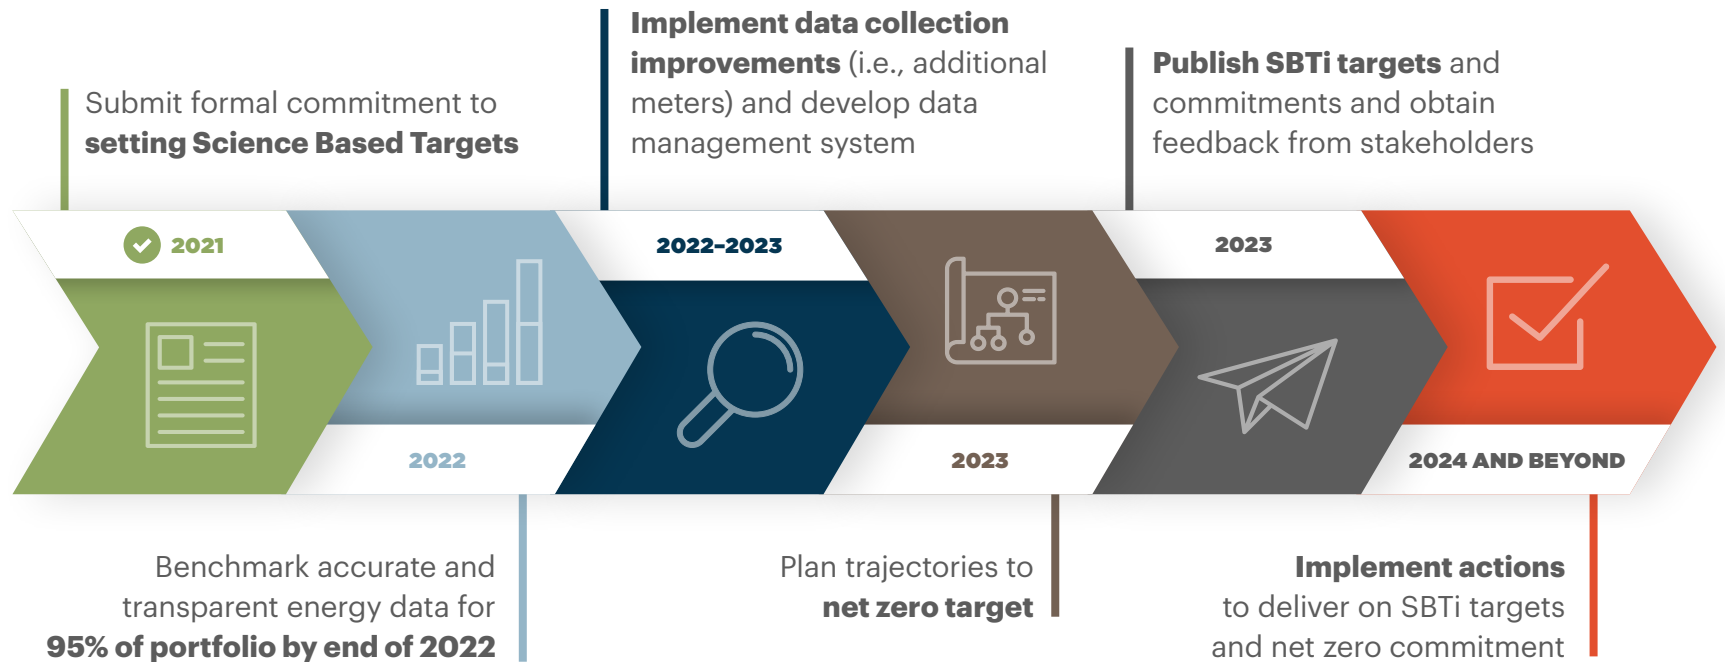 Submit formal commitment to
setting Science Based Targets
2021
Benchmark accurate and
transparent energy data for
95% of portfolio by end of 2022
2022
Implement data collection
improvements (i.e., additional
meters) and develop data
management system
2022–2023
Plan trajectories to
net zero target
2023
Publish SBTi targets and
commitments and obtain
feedback from stakeholders
2023
2024 AND BEYOND
Implement actions
to deliver on SBTi targets
and net zero commitment